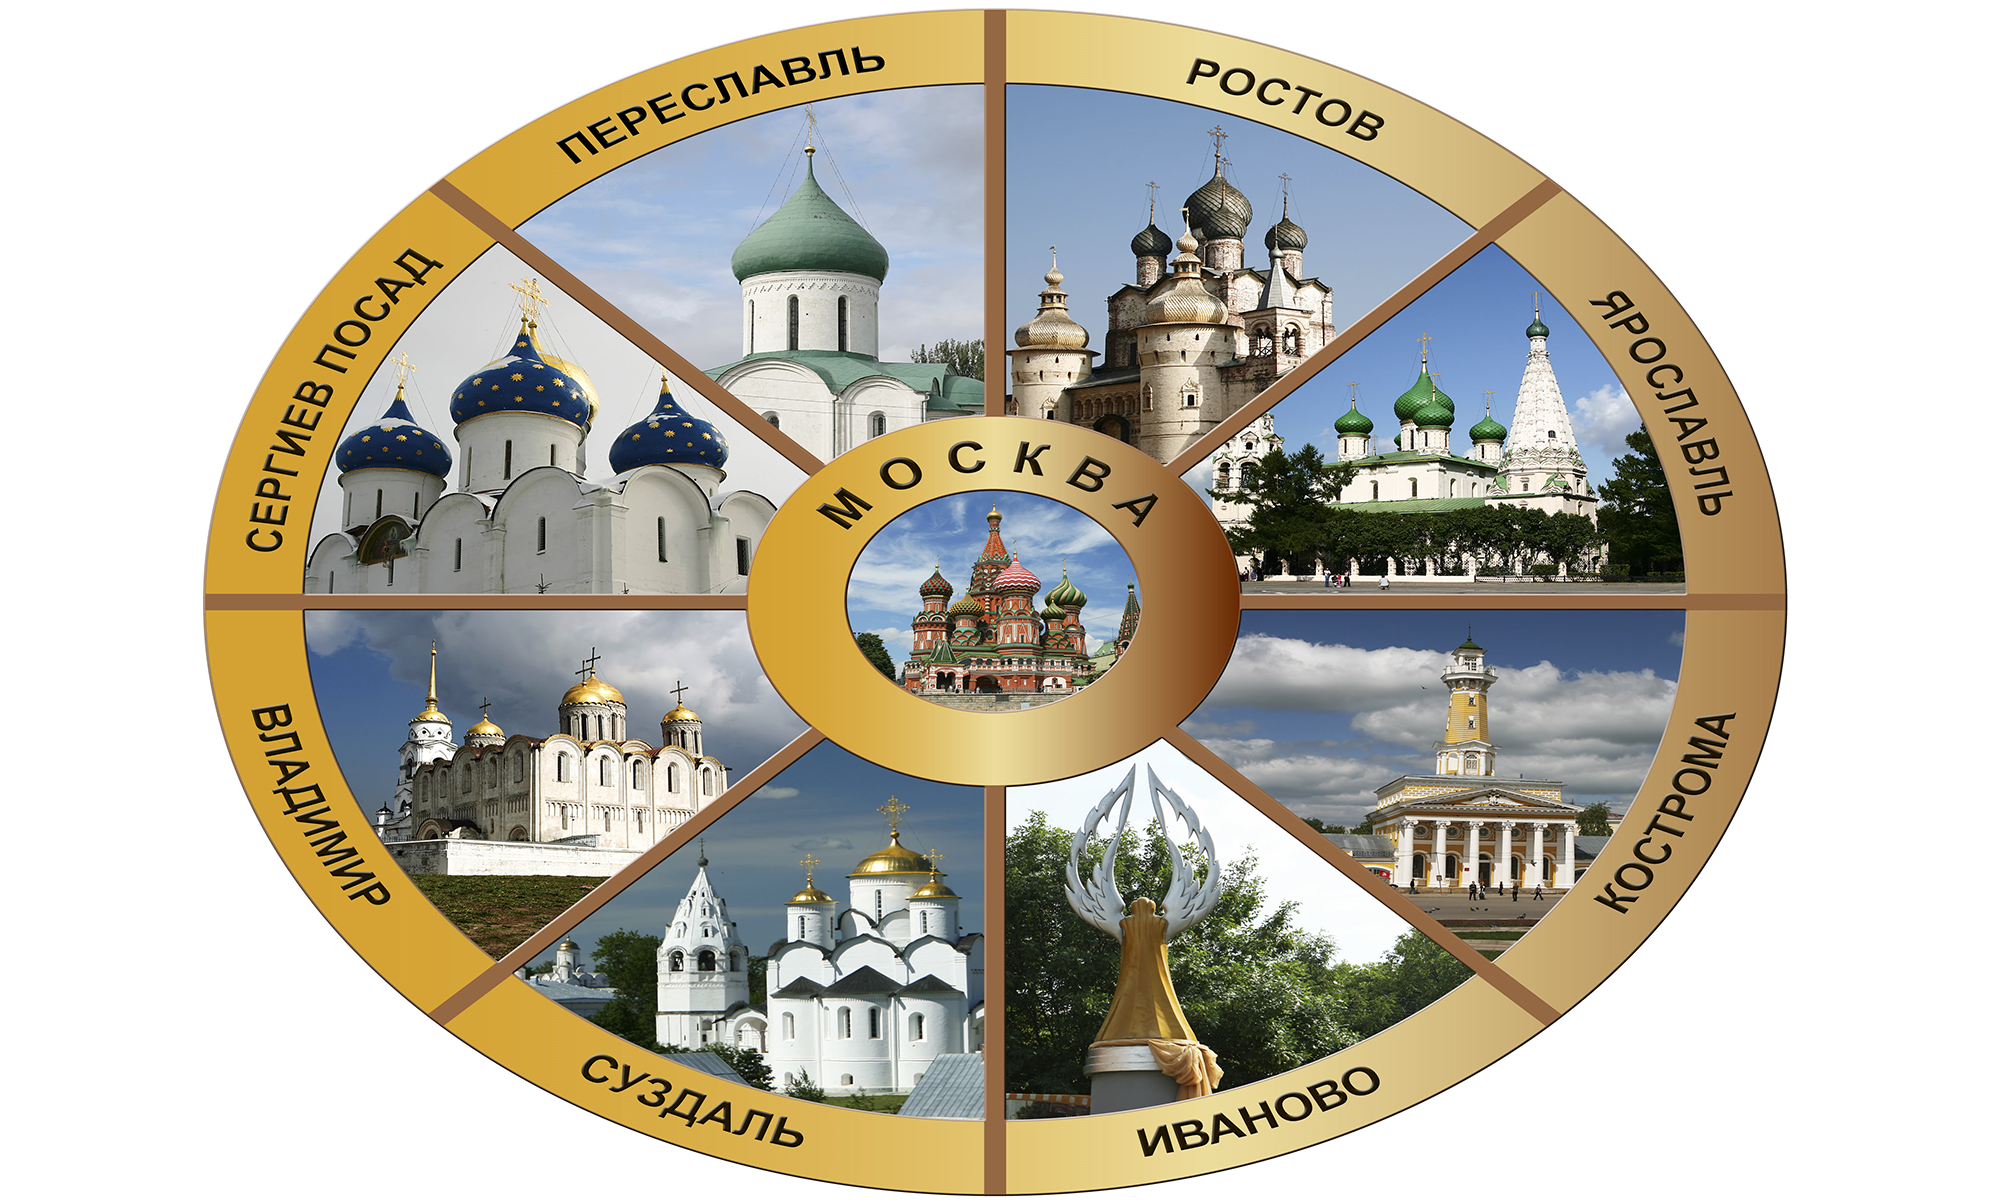 ПЕРЕСЛАВЛЬ
РОСТОВ
ЯРОСЛАВЛЬ
КОСТРОМА
ИВАНОВО
СУЗДАЛЬ
ВЛАДИМИР
СЕРГИЕВ ПОСАД
МОСКВА